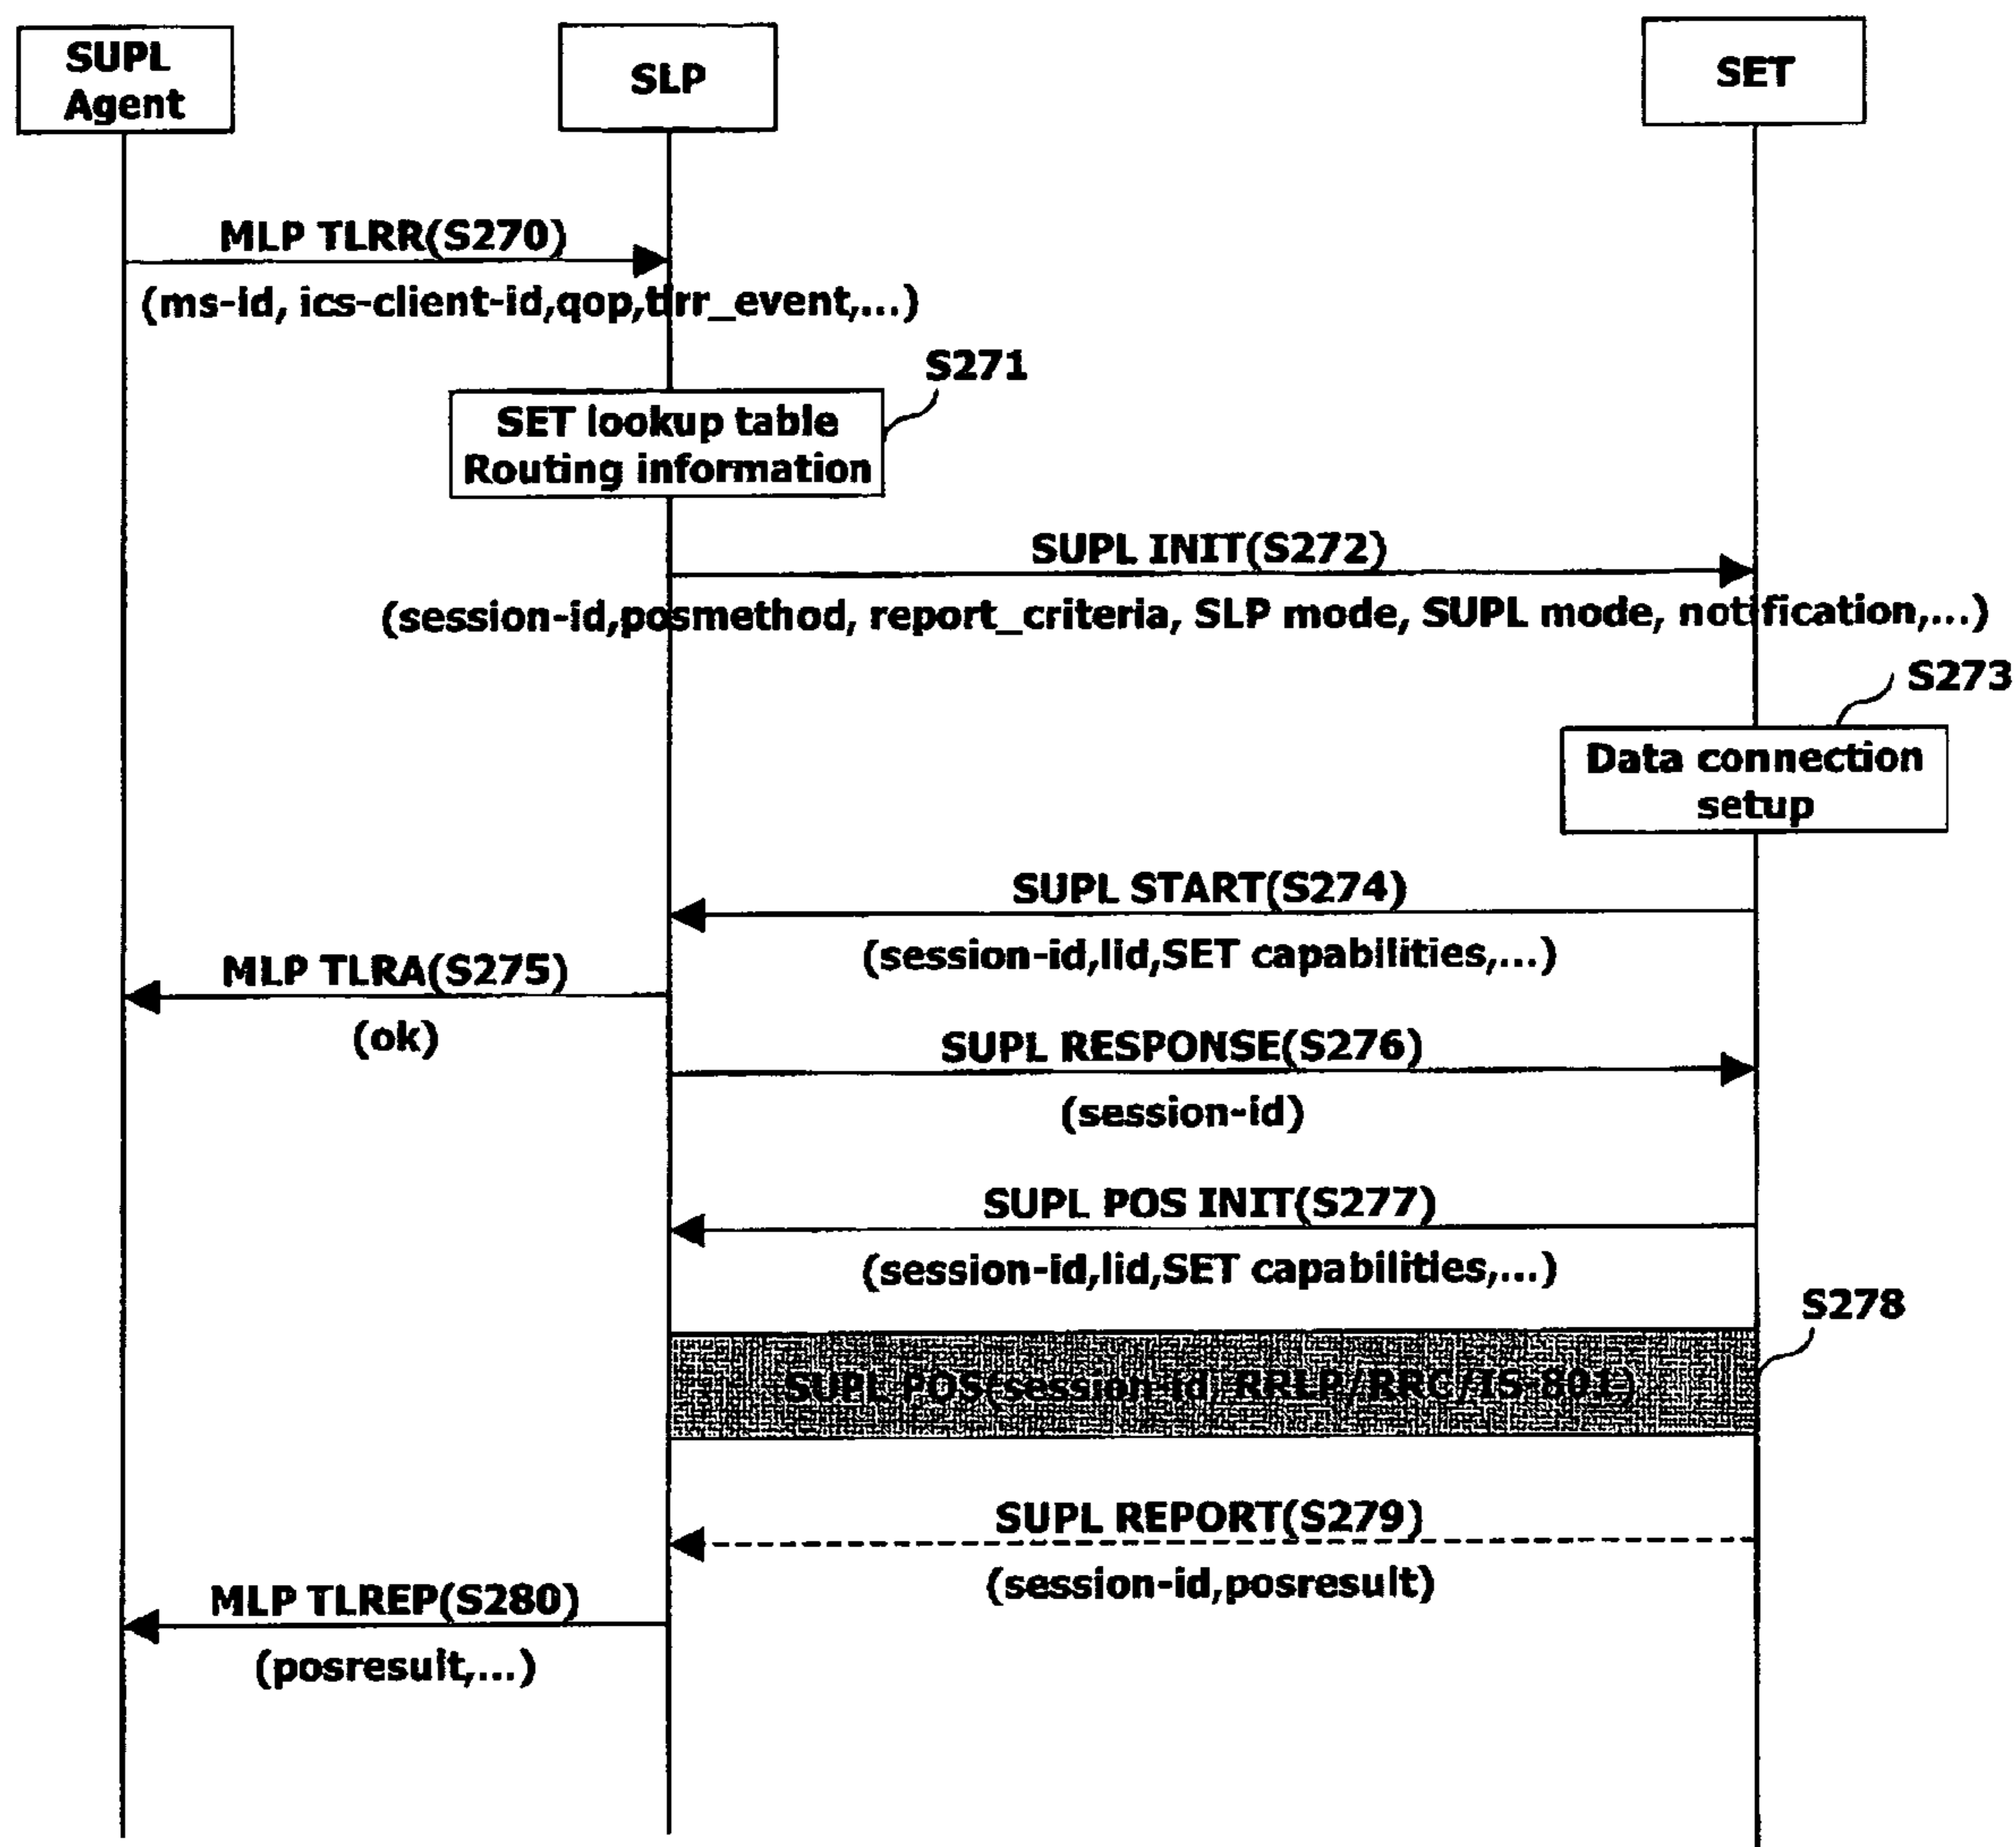 SUPL
Agent
SLP
SET
MLP TLRR(S270)
(ms-id, ics-client-id,qop,tlrr_event,...)
S271
SET lookup table
Routing information
SUPL INIT(S272)
(session-id,posmethod, report_criteria, SLP mode, SUPL mode, notification,...)
S273
Data connection
setup
SUPL START(S274)
(session-id,lid,SET capabilities,...)
MLP TLRA(S275)
(ok)
SUPL RESPONSE(S276)
(session-id)
SUPL POS INIT(S277)
(session-id,lid,SET capabilities,...)
S278
SUPL POS(session-id, RRLP/RRC/IS-801)
SUPL REPORT(S279)
(session-id,posresult)
MLP TLREP(S280)
(posresult,...)